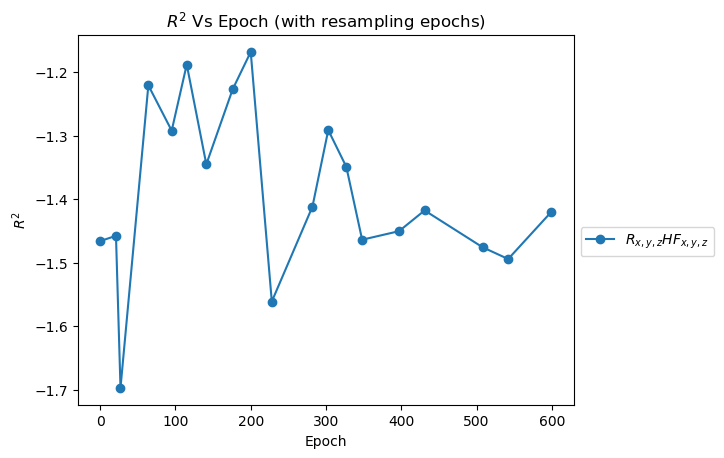 $R^2$ Vs Epoch (with resampling epochs)
$R^2$
−1.2
−1.3
−1.4
−1.5
−1.6
−1.7
0 100 200 300 400 500 600
Epoch
$R_{x,y,z}HF_{x,y,z}$